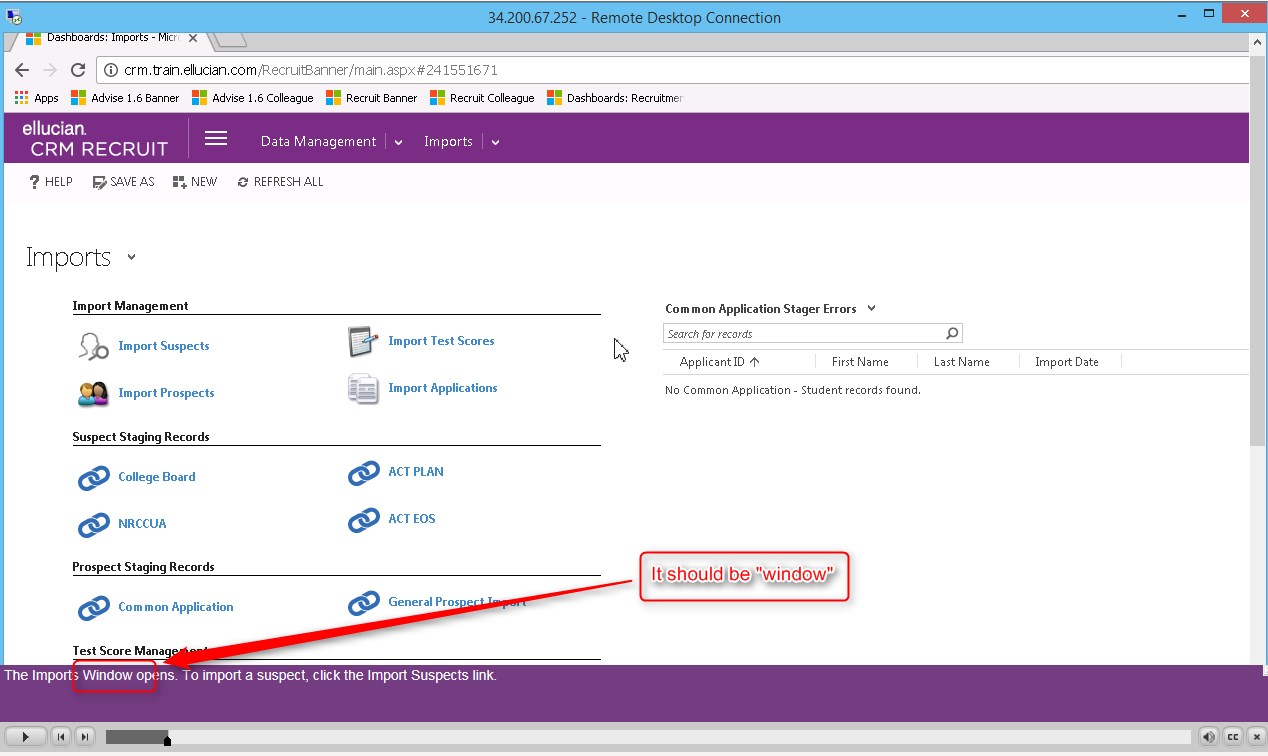 34.200.67.252 - Remote Desktop Connection
Dashboards: Imports - Micr
crm.train.ellucian.com/RecruitBanner/main.aspx#241551671
Apps Advise 1.6 Banner Advise 1.6 Colleague Recruit Banner Recruit Colleague Dashboards: Recruitmen
ellucian.
CRM RECRUIT
Data Management Imports
? HELP SAVE AS NEW REFRESH ALL
Imports
Import Management
Import Suspects Import Test Scores
Import Prospects Import Applications
Suspect Staging Records
College Board ACT PLAN
NRCCUA ACT EOS
Prospect Staging Records
Common Application General Prospect Import
Test Score Management
Common Application Stager Errors
Search for records
Applicant ID First Name Last Name Import Date
No Common Application - Student records found.
It should be "window"
The Imports Window opens. To import a suspect, click the Import Suspects link.
CC